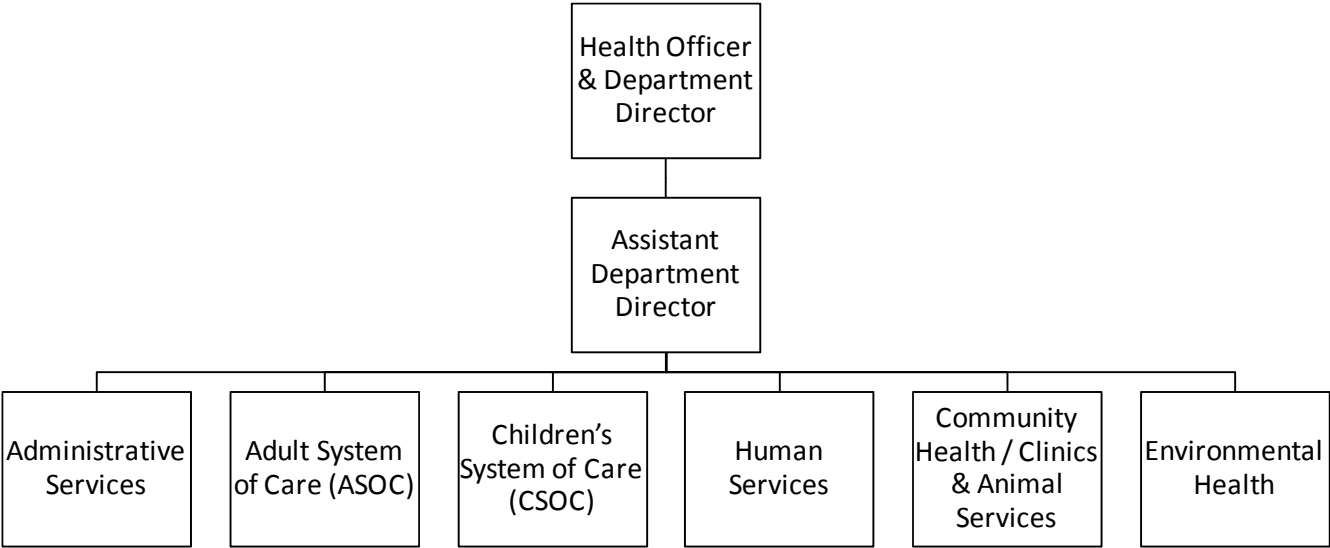 Health Officer
& Department
Director
Assistant
Department
Director
Administrative
Services
Adult System
of Care (ASOC)
Children’s
System of Care
(CSOC)
Human
Services
Community
Health / Clinics
& Animal
Services
Environmental
Health